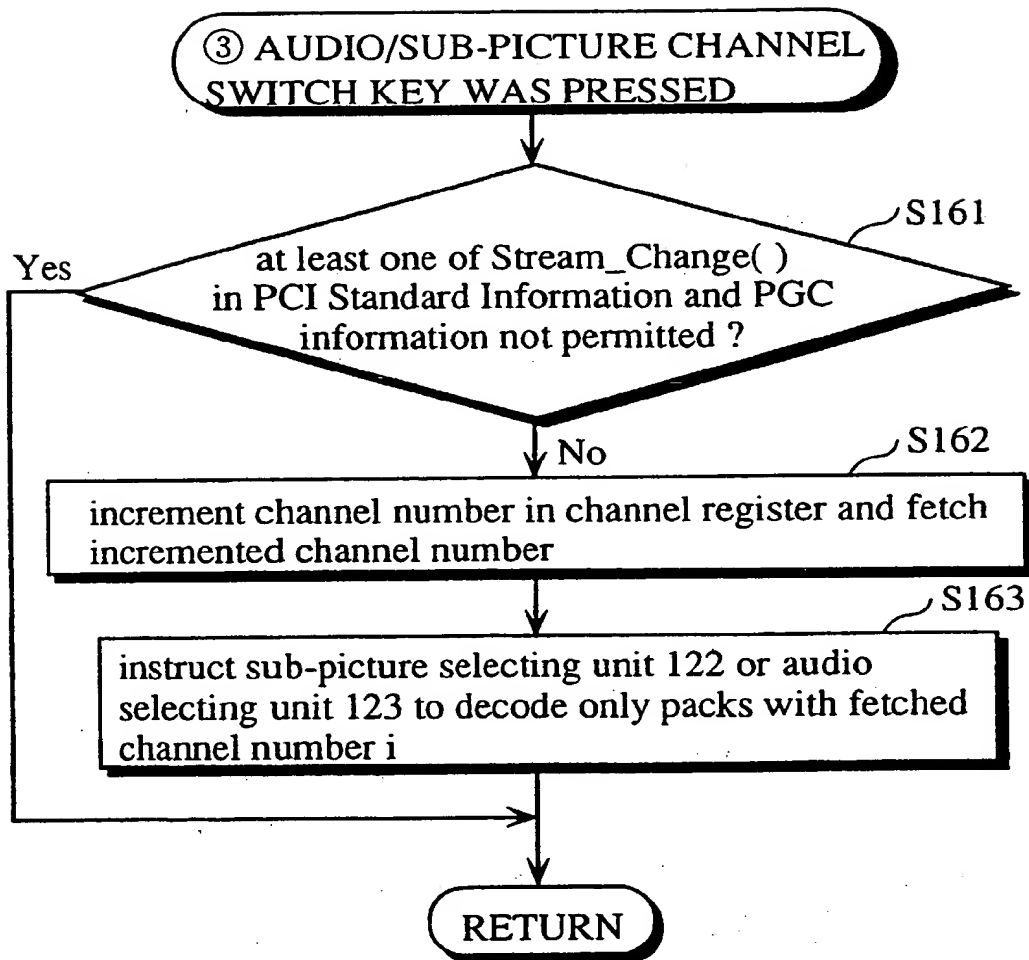 ③ AUDIO/SUB-PICTURE CHANNEL
SWITCH KEY WAS PRESSED
S161
Yes
at least one of Stream_Change( )
in PCI Standard Information and PGC
information not permitted ?
No
S162
increment channel number in channel register and fetch
incremented channel number
S163
instruct sub-picture selecting unit 122 or audio
selecting unit 123 to decode only packs with fetched
channel number i
RETURN